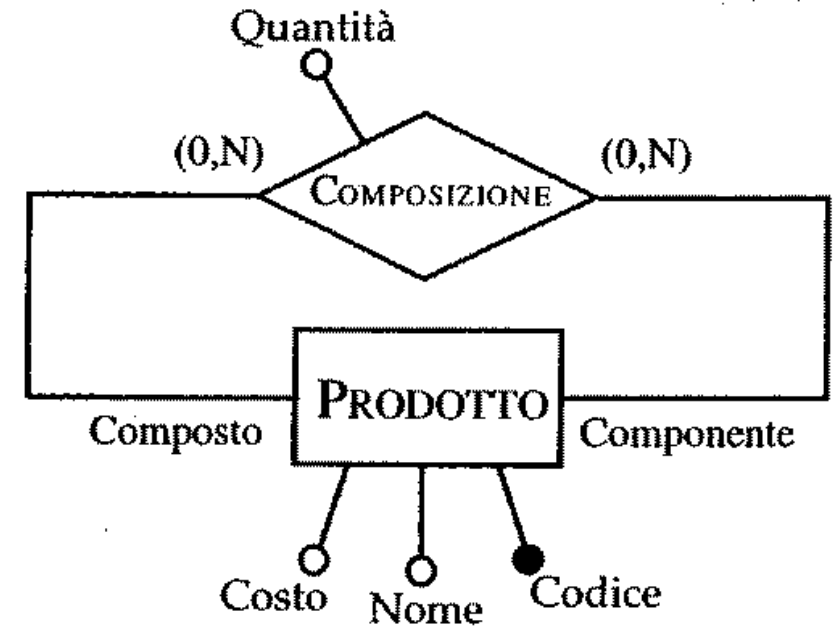 Quantità
(0,N)
(0,N)
COMPOSIZIONE
PRODOTTO
Composto
Componente
Costo
Nome
Codice